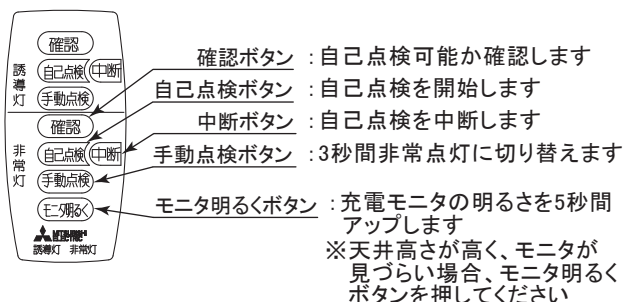 確認
誘導灯
自己点検
中断
手動点検
確認
非常灯
自己点検
中断
手動点検
モニタ明るく
誘導灯 非常灯
確認ボタン :自己点検可能か確認します
自己点検ボタン :自己点検を開始します
中断ボタン :自己点検を中断します
手動点検ボタン :3秒間非常点灯に切り替えます
モニタ明るくボタン :充電モニタの明るさを5秒間
アップします
※天井高さが高く、モニタが
見づらい場合、モニタ明るく
ボタンを押してください